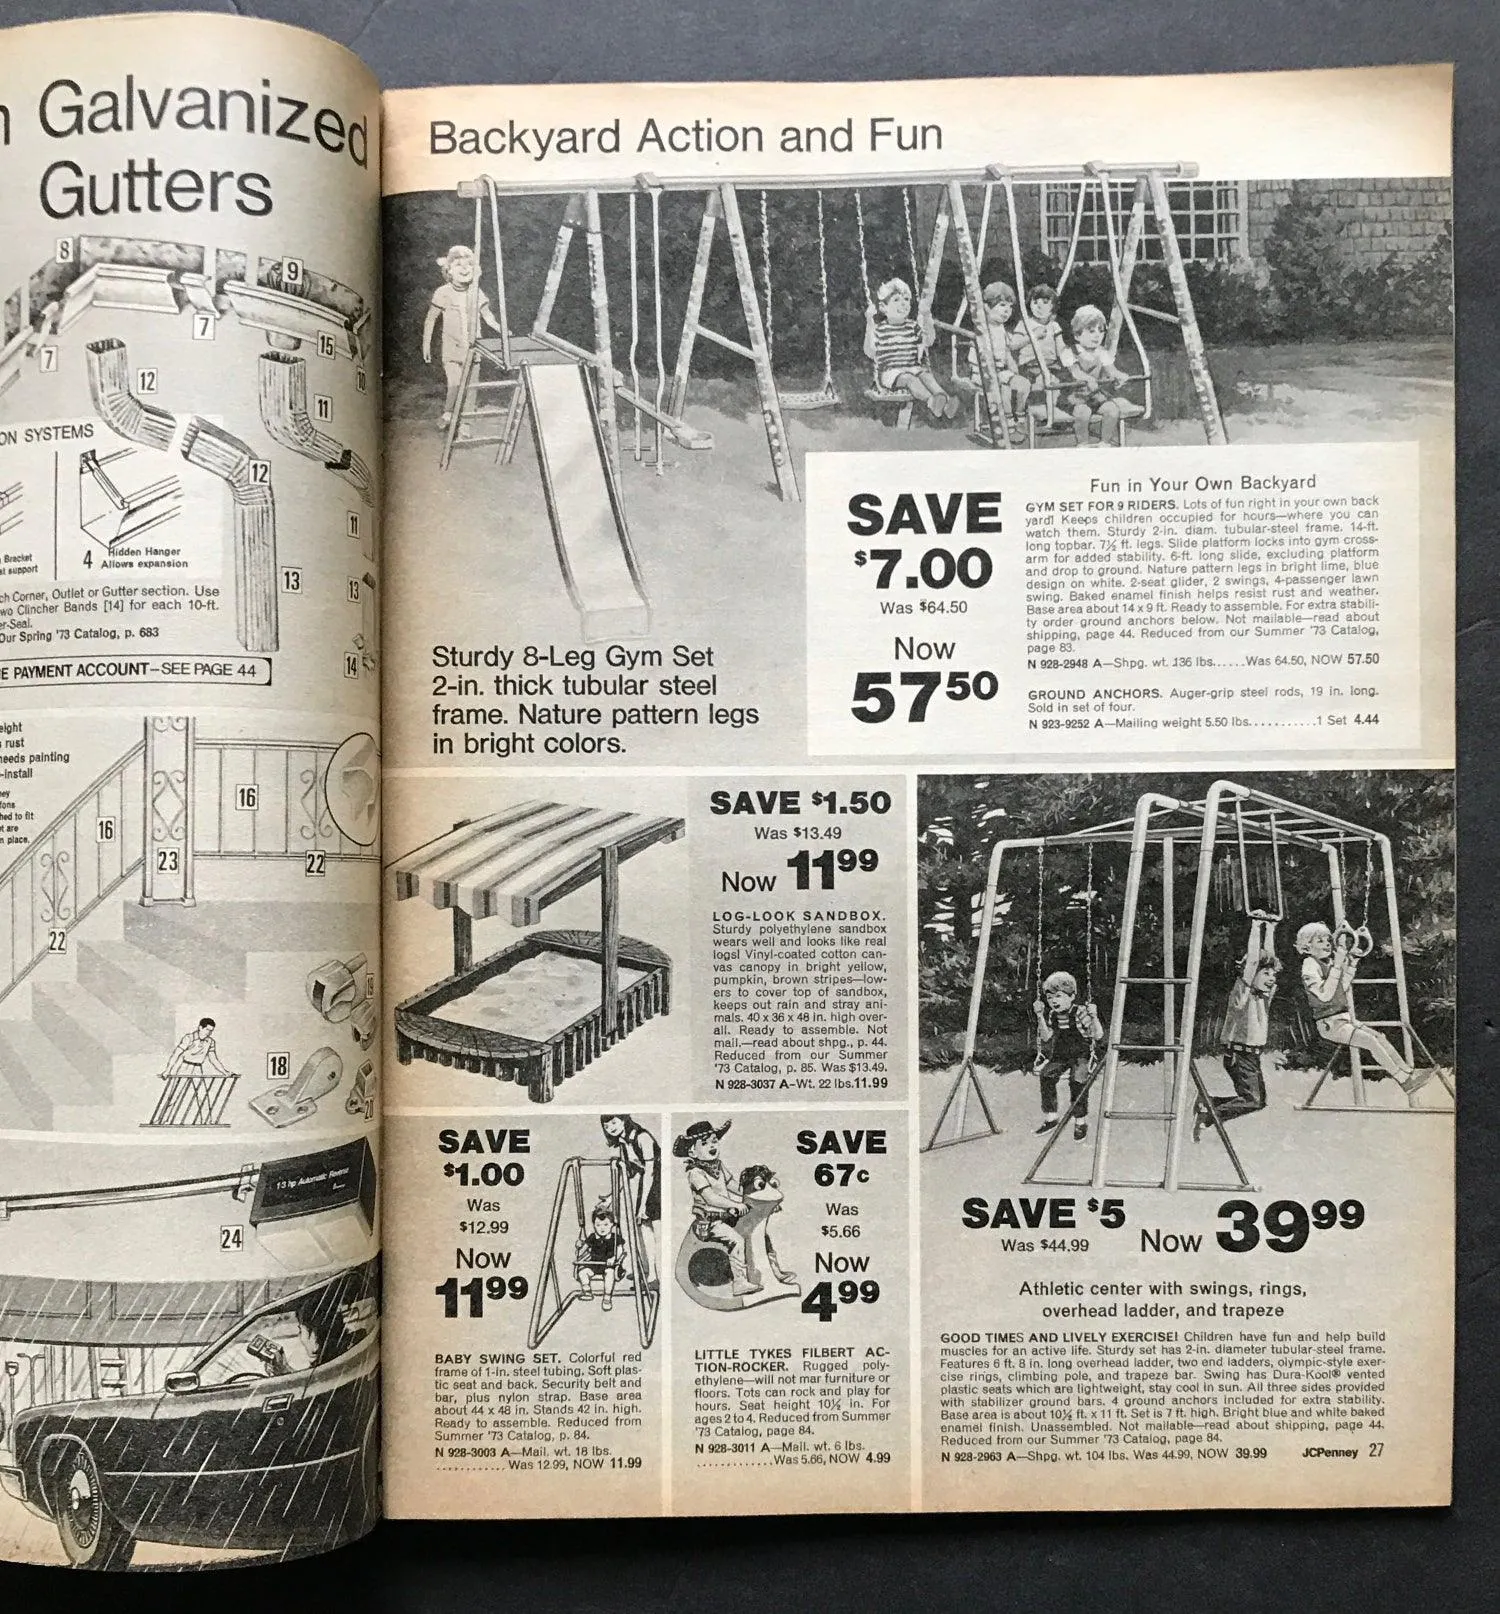 Galvanized
Gutters
8
9
7
7
15
10
12
11
ON SYSTEMS
12
11
Bracket
support
4 Hidden Hanger
Allows expansion
13
13
ch Corner, Outlet or Gutter section. Use
wo Clincher Bands [14] for each 10-ft.
er-Seal.
Our Spring '73 Catalog, p. 683
14
E PAYMENT ACCOUNT—SEE PAGE 44
eight
rust
needs painting
-install
hed to fit
t are
n place.
16
16
23
22
22
18
19
20
13 hp Automatic Reverse
24
Backyard Action and Fun
Sturdy 8-Leg Gym Set
2-in. thick tubular steel
frame. Nature pattern legs
in bright colors.
SAVE
$7.00
Was $64.50
Now
57 50
Fun in Your Own Backyard
GYM SET FOR 9 RIDERS. Lots of fun right in your own back
yard! Keeps children occupied for hours—where you can
watch them. Sturdy 2-in. diam. tubular-steel frame. 14-ft.
long topbar. 7½ ft. legs. Slide platform locks into gym cross-
arm for added stability. 6-ft. long slide, excluding platform
and drop to ground. Nature pattern legs in bright lime, blue
design on white. 2-seat glider, 2 swings, 4-passenger lawn
swing. Baked enamel finish helps resist rust and weather.
Base area about 14 x 9 ft. Ready to assemble. For extra stabili-
ty order ground anchors below. Not mailable—read about
shipping, page 44. Reduced from our Summer '73 Catalog,
page 83.
N 928-2948 A—Shpg. wt. 136 lbs......Was 64.50, NOW 57.50
GROUND ANCHORS. Auger-grip steel rods, 19 in. long.
Sold in set of four.
N 923-9252 A—Mailing weight 5.50 lbs...........1 Set 4.44
SAVE $1.50
Was $13.49
Now 11 99
LOG-LOOK SANDBOX.
Sturdy polyethylene sandbox
wears well and looks like real
logs! Vinyl-coated cotton can-
vas canopy in bright yellow,
pumpkin, brown stripes—low-
ers to cover top of sandbox,
keeps out rain and stray ani-
mals. 40 x 36 x 48 in. high over-
all. Ready to assemble. Not
mail.—read about shpg., p. 44.
Reduced from our Summer
'73 Catalog, p. 85. Was $13.49.
N 928-3037 A-Wt. 22 lbs.11.99
SAVE
$1.00
Was
$12.99
Now
11 99
BABY SWING SET. Colorful red
frame of 1-in. steel tubing. Soft plas-
tic seat and back. Security belt and
bar, plus nylon strap. Base area
about 44 x 48 in. Stands 42 in. high.
Ready to assemble. Reduced from
Summer '73 Catalog, p. 84.
N 928-3003 A—Mail. wt. 18 lbs.
............Was 12.99, NOW 11.99
SAVE
67c
Was
$5.66
Now
4 99
LITTLE TYKES FILBERT AC-
TION-ROCKER. Rugged poly-
ethylene—will not mar furniture or
floors. Tots can rock and play for
hours. Seat height 10½ in. For
ages 2 to 4. Reduced from Summer
'73 Catalog, page 84.
N 928-3011 A—Mail. wt. 6 lbs.
.............Was 5.66, NOW 4.99
SAVE $5
Was $44.99
Now 39 99
Athletic center with swings, rings,
overhead ladder, and trapeze
GOOD TIMES AND LIVELY EXERCISE! Children have fun and help build
muscles for an active life. Sturdy set has 2-in. diameter tubular-steel frame.
Features 6 ft. 8 in. long overhead ladder, two end ladders, olympic-style exer-
cise rings, climbing pole, and trapeze bar. Swing has Dura-Kool® vented
plastic seats which are lightweight, stay cool in sun. All three sides provided
with stabilizer ground bars. 4 ground anchors included for extra stability.
Base area is about 10½ ft. x 11 ft. Set is 7 ft. high. Bright blue and white baked
enamel finish. Unassembled. Not mailable—read about shipping, page 44.
Reduced from our Summer '73 Catalog, page 84.
N 928-2963 A—Shpg. wt. 104 lbs. Was 44.99, NOW 39.99
JCPenney 27